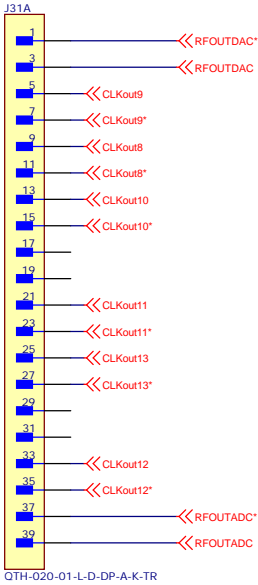 J31A
1 RFOUTDAC*
3 RFOUTDAC
5 CLKout9
7 CLKout9*
9 CLKout8
11 CLKout8*
13 CLKout10
15 CLKout10*
17
19
21 CLKout11
23 CLKout11*
25 CLKout13
27 CLKout13*
29
31
33 CLKout12
35 CLKout12*
37 RFOUTADC*
39 RFOUTADC
QTH-020-01-L-D-DP-A-K-TR